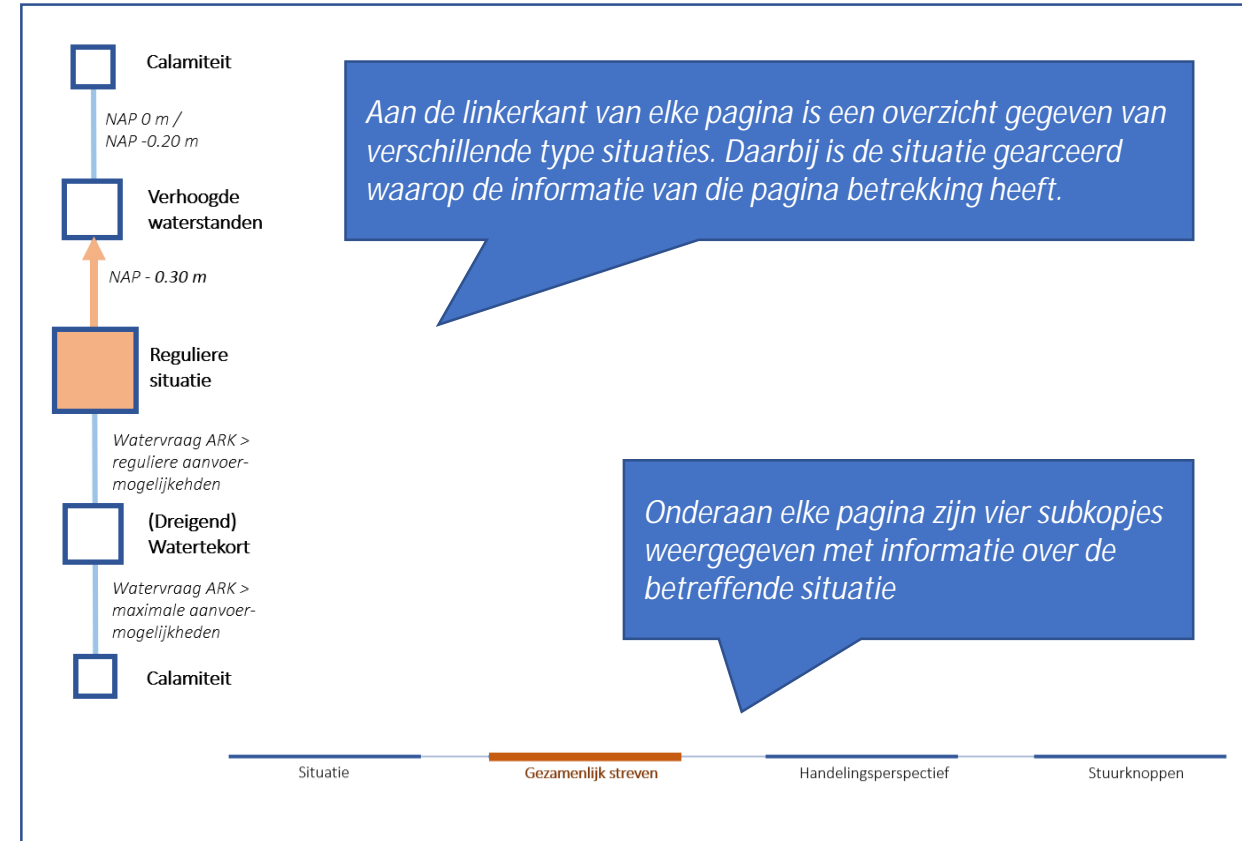 Calamiteit
NAP 0 m /
NAP -0.20 m
Verhoogde
waterstanden
NAP - 0.30 m
Reguliere
situatie
Watervraag ARK >
reguliere aanvoer-
mogelijkehden
(Dreigend)
Watertekort
Watervraag ARK >
maximale aanvoer-
mogelijkheden
Calamiteit
Aan de linkerkant van elke pagina is een overzicht gegeven van
verschillende type situaties. Daarbij is de situatie gearceerd
waarop de informatie van die pagina betrekking heeft.
Onderaan elke pagina zijn vier subkopjes
weergegeven met informatie over de
betreffende situatie
Situatie
Gezamenlijk streven
Handelingsperspectief
Stuurknoppen